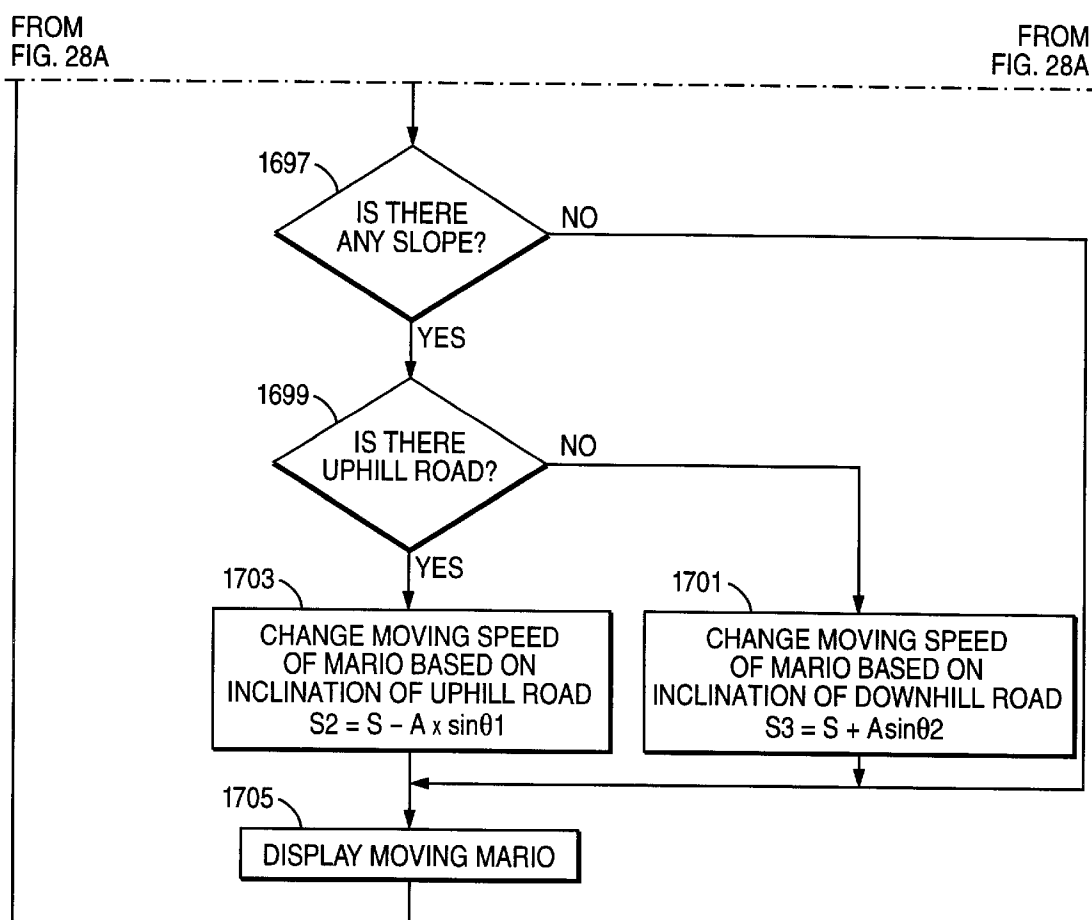 FROM
FIG. 28A
FROM
FIG. 28A
1697
IS THERE
ANY SLOPE?
NO
YES
1699
IS THERE
UPHILL ROAD?
NO
YES
1703
CHANGE MOVING SPEED
OF MARIO BASED ON
INCLINATION OF UPHILL ROAD
S2 = S – A x sinθ1
1701
CHANGE MOVING SPEED
OF MARIO BASED ON
INCLINATION OF DOWNHILL ROAD
S3 = S + Asinθ2
1705
DISPLAY MOVING MARIO